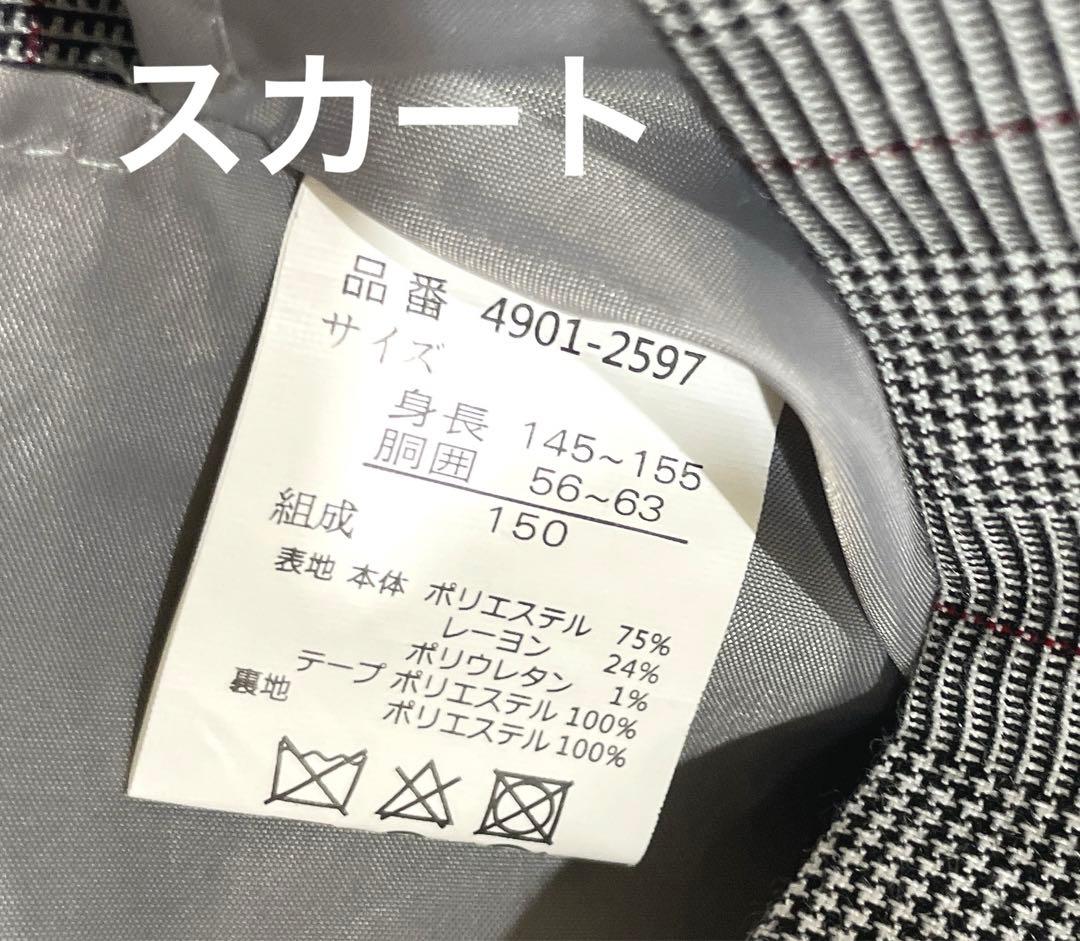 スカート
品番 4901-2597
サイズ
身長 145~155
胴囲 56~63
150
組成
表地 本体 ポリエステル 75%
レーヨン 24%
ポリウレタン 1%
テープ ポリエステル 100%
裏地 ポリエステル 100%